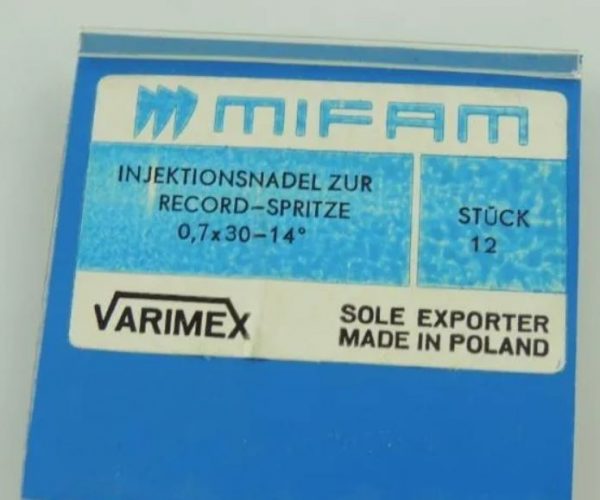 MIFAM
INJEKTIONSNADEL ZUR
RECORD-SPRITZE
0,7x30-14°
STÜCK
12
VARIMEX
SOLE EXPORTER
MADE IN POLAND